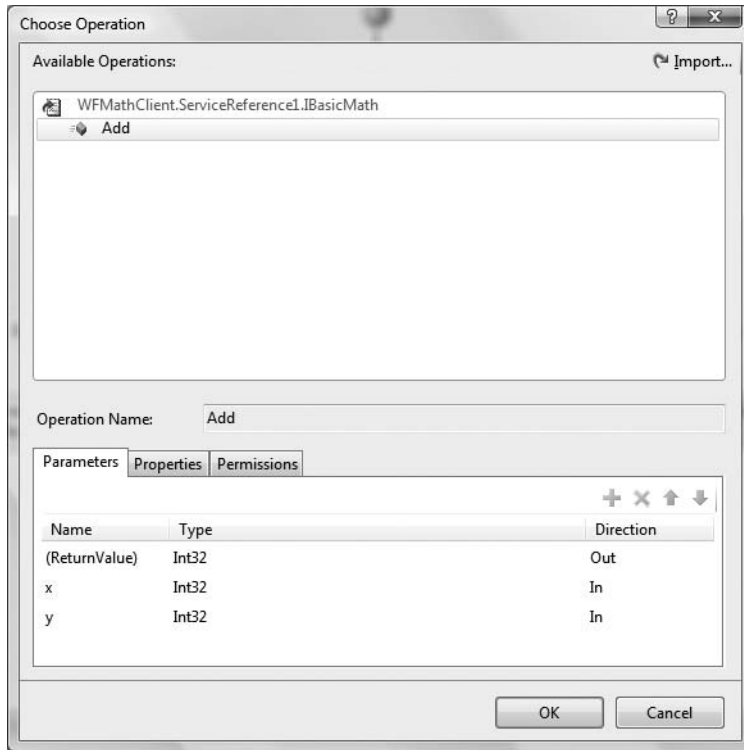 Choose Operation
Available Operations:
Import...
WFMathClient.ServiceReference1.IBasicMath
Add
Operation Name:
Add
Parameters Properties Permissions
Name Type Direction
(ReturnValue) Int32 Out
x Int32 In
y Int32 In
OK Cancel